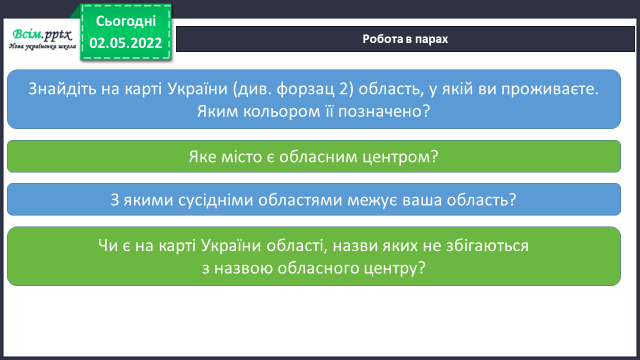 Всім.pptx
Нова українська школа
Сьогодні
02.05.2022
Робота в парах
Знайдіть на карті України (див. форзац 2) область, у якій ви проживаєте.
Яким кольором її позначено?
Яке місто є обласним центром?
З якими сусідніми областями межує ваша область?
Чи є на карті України області, назви яких не збігаються
з назвою обласного центру?